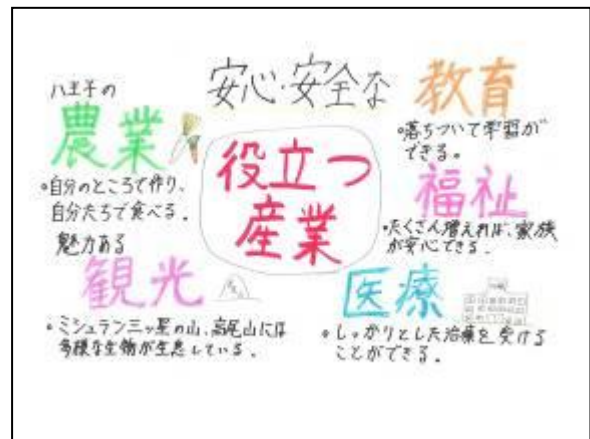 八王子の
農業
•自分のところで作り、
自分たちで食べる。
安心・安全な
教育
•落ちついて学習が
できる。
役立つ
産業
福祉
•たくさん増えれば、家族
が安心できる。
魅力ある
観光
•ミシュラン三ッ星の山、高尾山には
多様な生物が生息している。
医療
•しっかりとした治療を受ける
ことができる。